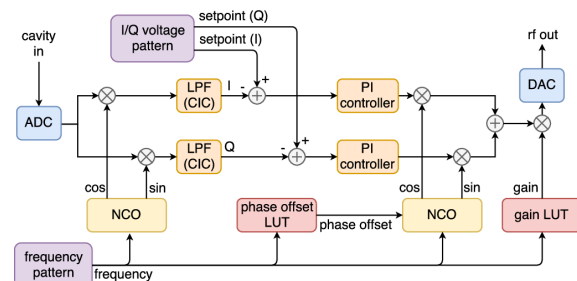 cavity
in
I/Q voltage
pattern
setpoint (Q)
setpoint (I)
rf out
ADC
LPF
(CIC)
I
-
+
PI
controller
DAC
LPF
(CIC)
Q
-
+
PI
controller
cos
sin
cos
sin
gain
NCO
phase offset
LUT
phase offset
NCO
gain LUT
frequency
pattern
frequency